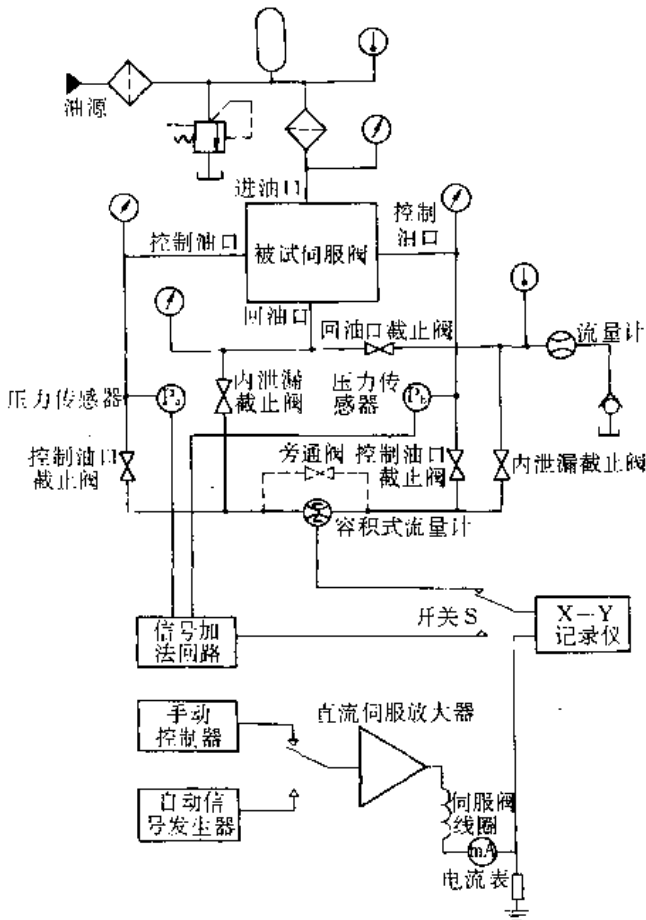 油源
进油口
控制油口
被试伺服阀
控制
油口
回油口
回油口截止阀
流量计
压力传感器
Pa
内泄漏
截止阀
压力传
感器
Pb
控制油口
截止阀
旁通阀
控制油口
截止阀
内泄漏截止阀
容积式流量计
开关S
X-Y
记录仪
信号加
法回路
手动
控制器
直流伺服放大器
自动信
号发生器
伺服阀
线圈
mA
电流表